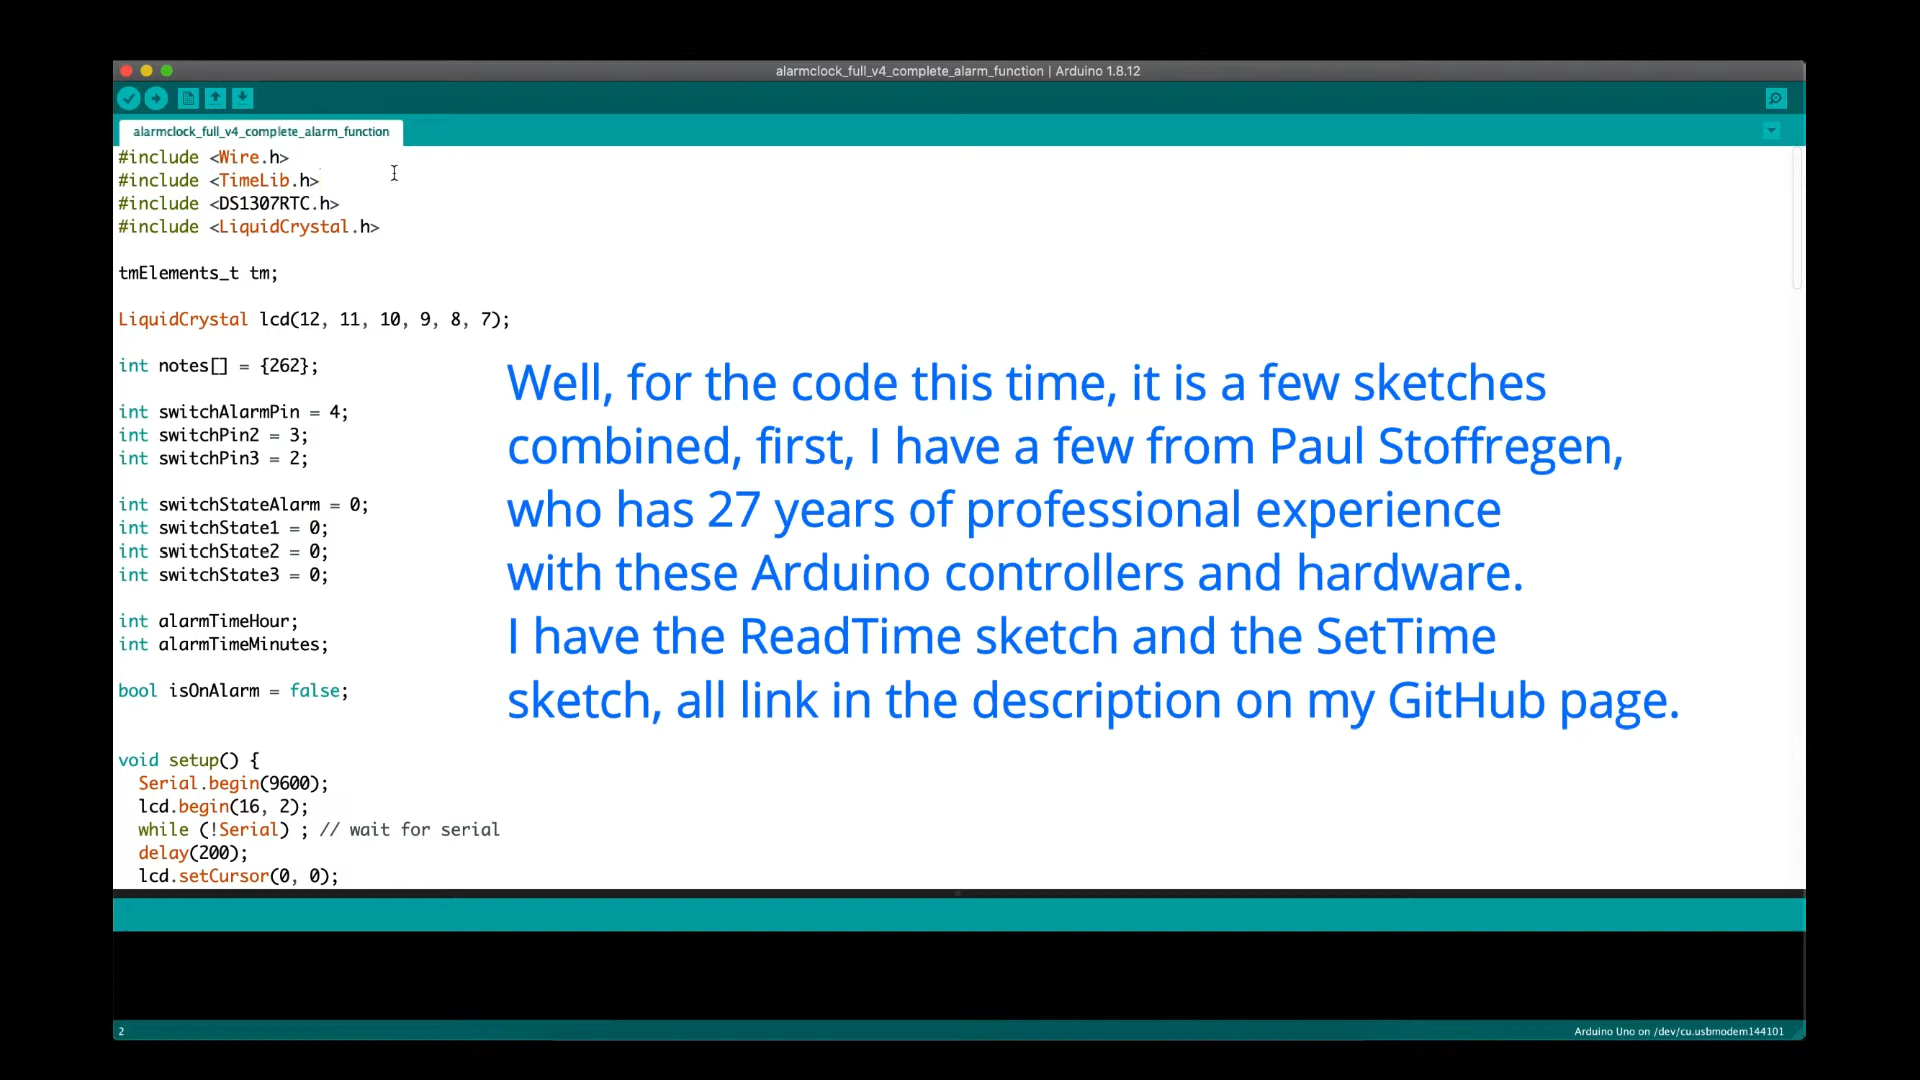 alarmclock_full_v4_complete_alarm_function | Arduino 1.8.12
alarmclock_full_v4_complete_alarm_function
#include <Wire.h>
#include <TimeLib.h>
#include <DS1307RTC.h>
#include <LiquidCrystal.h>
tmElements_t tm;
LiquidCrystal lcd(12, 11, 10, 9, 8, 7);
int notes[] = {262};
int switchAlarmPin = 4;
int switchPin2 = 3;
int switchPin3 = 2;
int switchStateAlarm = 0;
int switchState1 = 0;
int switchState2 = 0;
int switchState3 = 0;
int alarmTimeHour;
int alarmTimeMinutes;
bool isOnAlarm = false;
void setup() {
Serial.begin(9600);
lcd.begin(16, 2);
while (!Serial) ; // wait for serial
delay(200);
lcd.setCursor(0, 0);
Well, for the code this time, it is a few sketches
combined, first, I have a few from Paul Stoffregen,
who has 27 years of professional experience
with these Arduino controllers and hardware.
I have the ReadTime sketch and the SetTime
sketch, all link in the description on my GitHub page.
2
Arduino Uno on /dev/cu.usbmodem144101